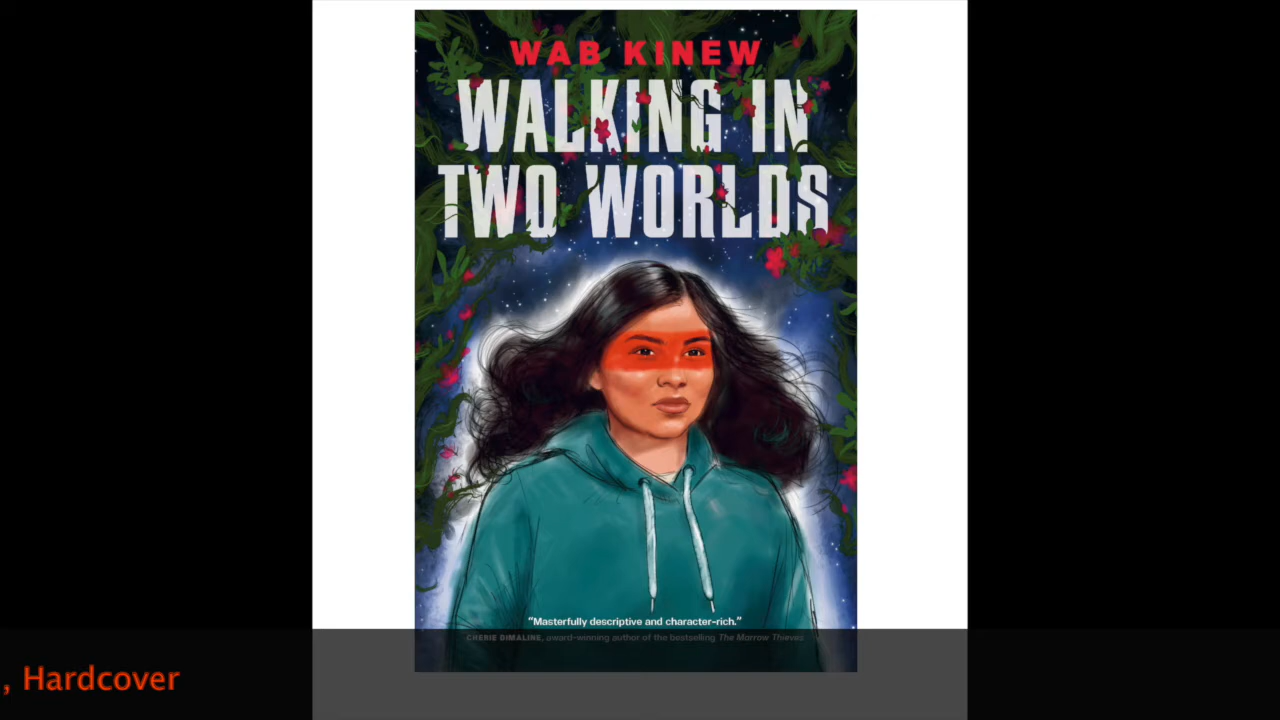 WAB KINEW
WALKING IN
TWO WORLDS
“Masterfully descriptive and character-rich.”
CHERIE DIMALINE, award-winning author of the bestselling The Marrow Thieves
, Hardcover